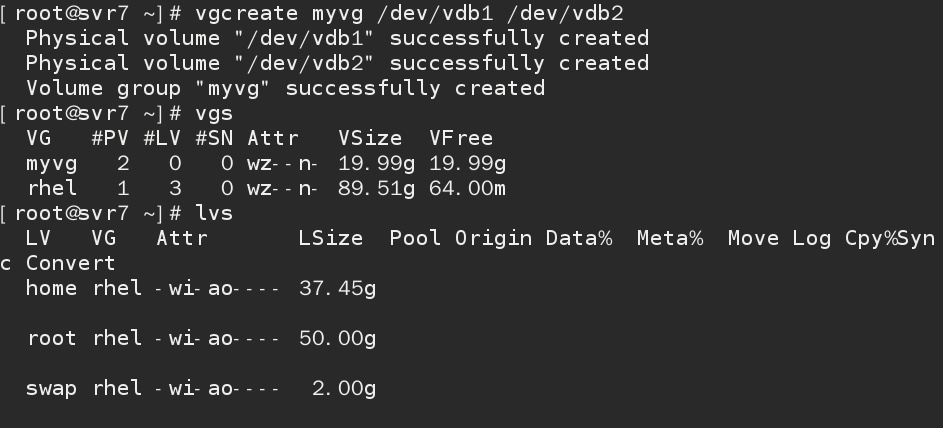 [root@svr7 ~]# vgcreate myvg /dev/vdb1 /dev/vdb2
  Physical volume "/dev/vdb1" successfully created
  Physical volume "/dev/vdb2" successfully created
  Volume group "myvg" successfully created
[root@svr7 ~]# vgs
  VG   #PV #LV #SN Attr   VSize  VFree
  myvg   2   0   0 wz--n- 19.99g 19.99g
  rhel   1   3   0 wz--n- 89.51g 64.00m
[root@svr7 ~]# lvs
  LV   VG   Attr       LSize  Pool Origin Data%  Meta%  Move Log Cpy%Syn
c Convert
  home rhel -wi-ao---- 37.45g
  root rhel -wi-ao---- 50.00g
  swap rhel -wi-ao----  2.00g